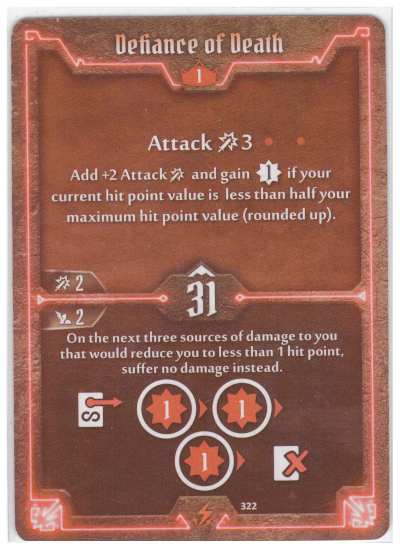 Defiance of Death
1
Attack 3
Add +2 Attack and gain 1 if your
current hit point value is less than half your
maximum hit point value (rounded up).
2
31
2
On the next three sources of damage to you
that would reduce you to less than 1 hit point,
suffer no damage instead.
1 1
1
322